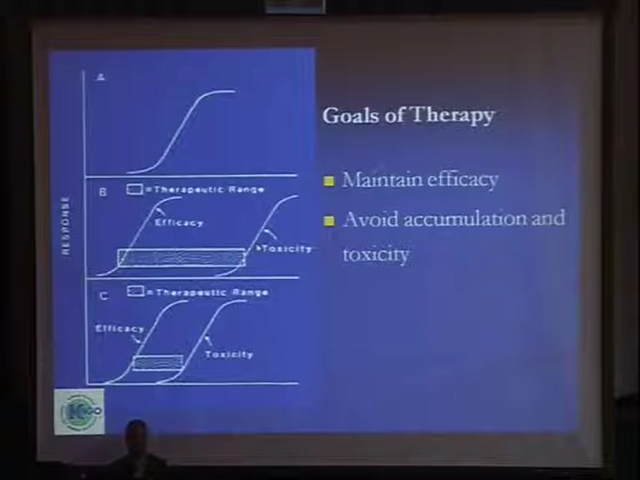 A
Goals of Therapy
Maintain efficacy
Avoid accumulation and
toxicity
RESPONSE
B
=Therapeutic Range
Efficacy
Toxicity
C
=Therapeutic Range
Efficacy
Toxicity